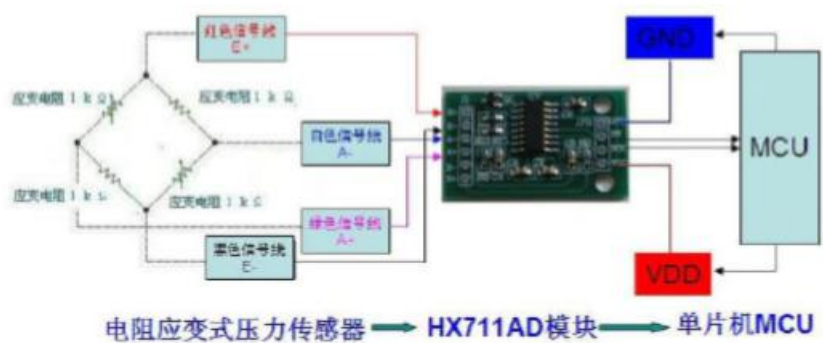 红色信号线
E+
GND
应变电阻 1 k Ω
应变电阻 1 k Ω
白色信号线
A-
MCU
应变电阻 1 k Ω
应变电阻 1 k Ω
绿色信号线
A+
黑色信号线
E-
VDD
电阻应变式压力传感器
HX711AD模块
单片机MCU